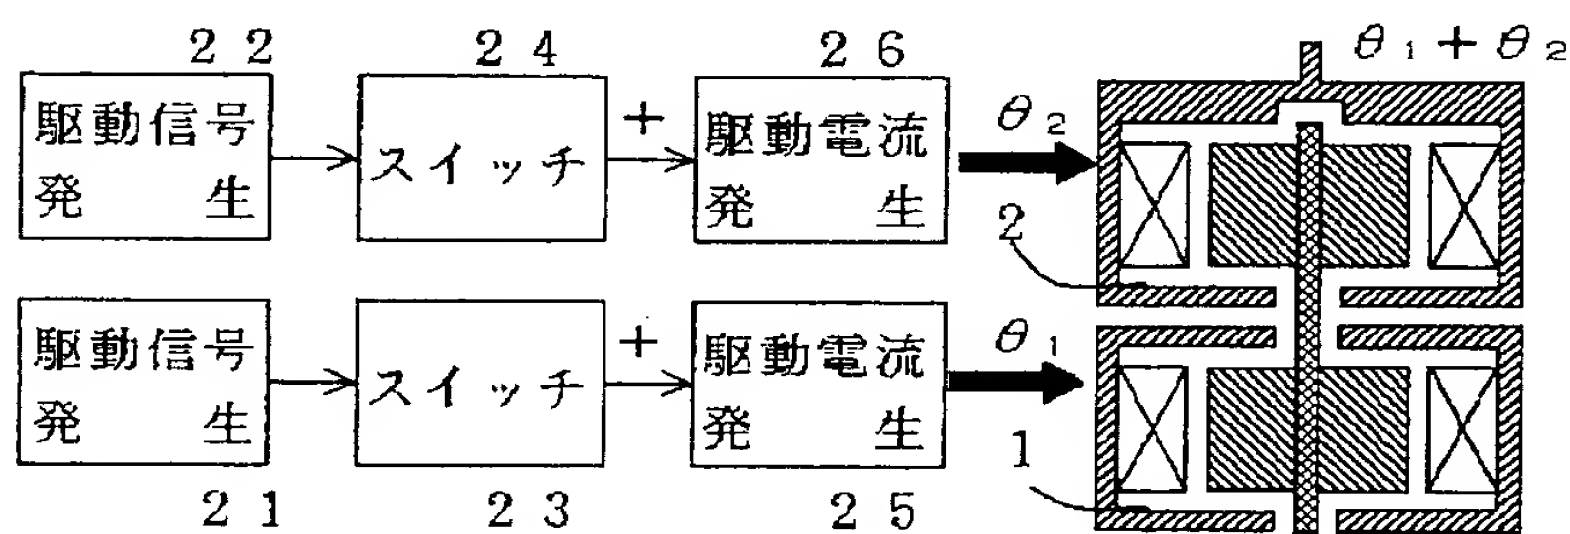 22
24
26
θ₁+θ₂
駆動信号
発生
スイッチ
+
駆動電流
発生
θ₂
2
駆動信号
発生
スイッチ
+
駆動電流
発生
θ₁
1
21
23
25